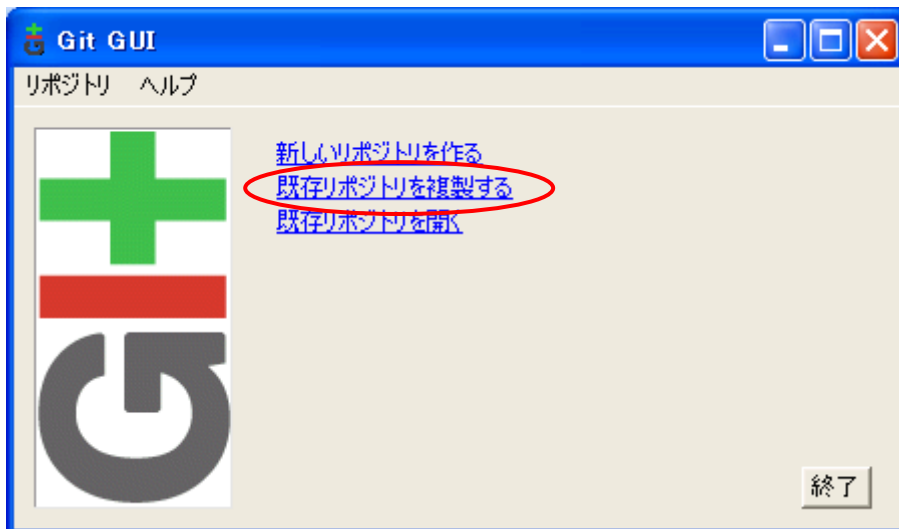 Git GUI
リポジトリ ヘルプ
新しいリポジトリを作る
既存リポジトリを複製する
既存リポジトリを開く
GIT
終了